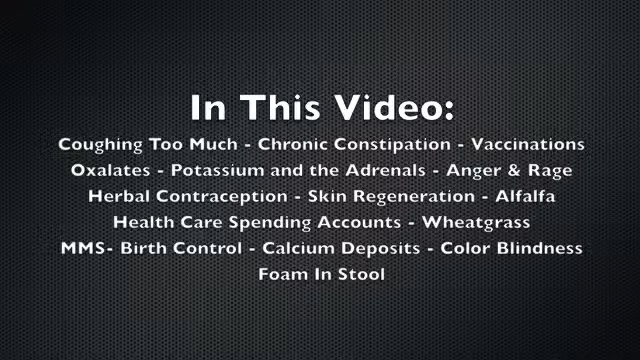 In This Video:
Coughing Too Much - Chronic Constipation - Vaccinations
Oxalates - Potassium and the Adrenals - Anger & Rage
Herbal Contraception - Skin Regeneration - Alfalfa
Health Care Spending Accounts - Wheatgrass
MMS- Birth Control - Calcium Deposits - Color Blindness
Foam In Stool